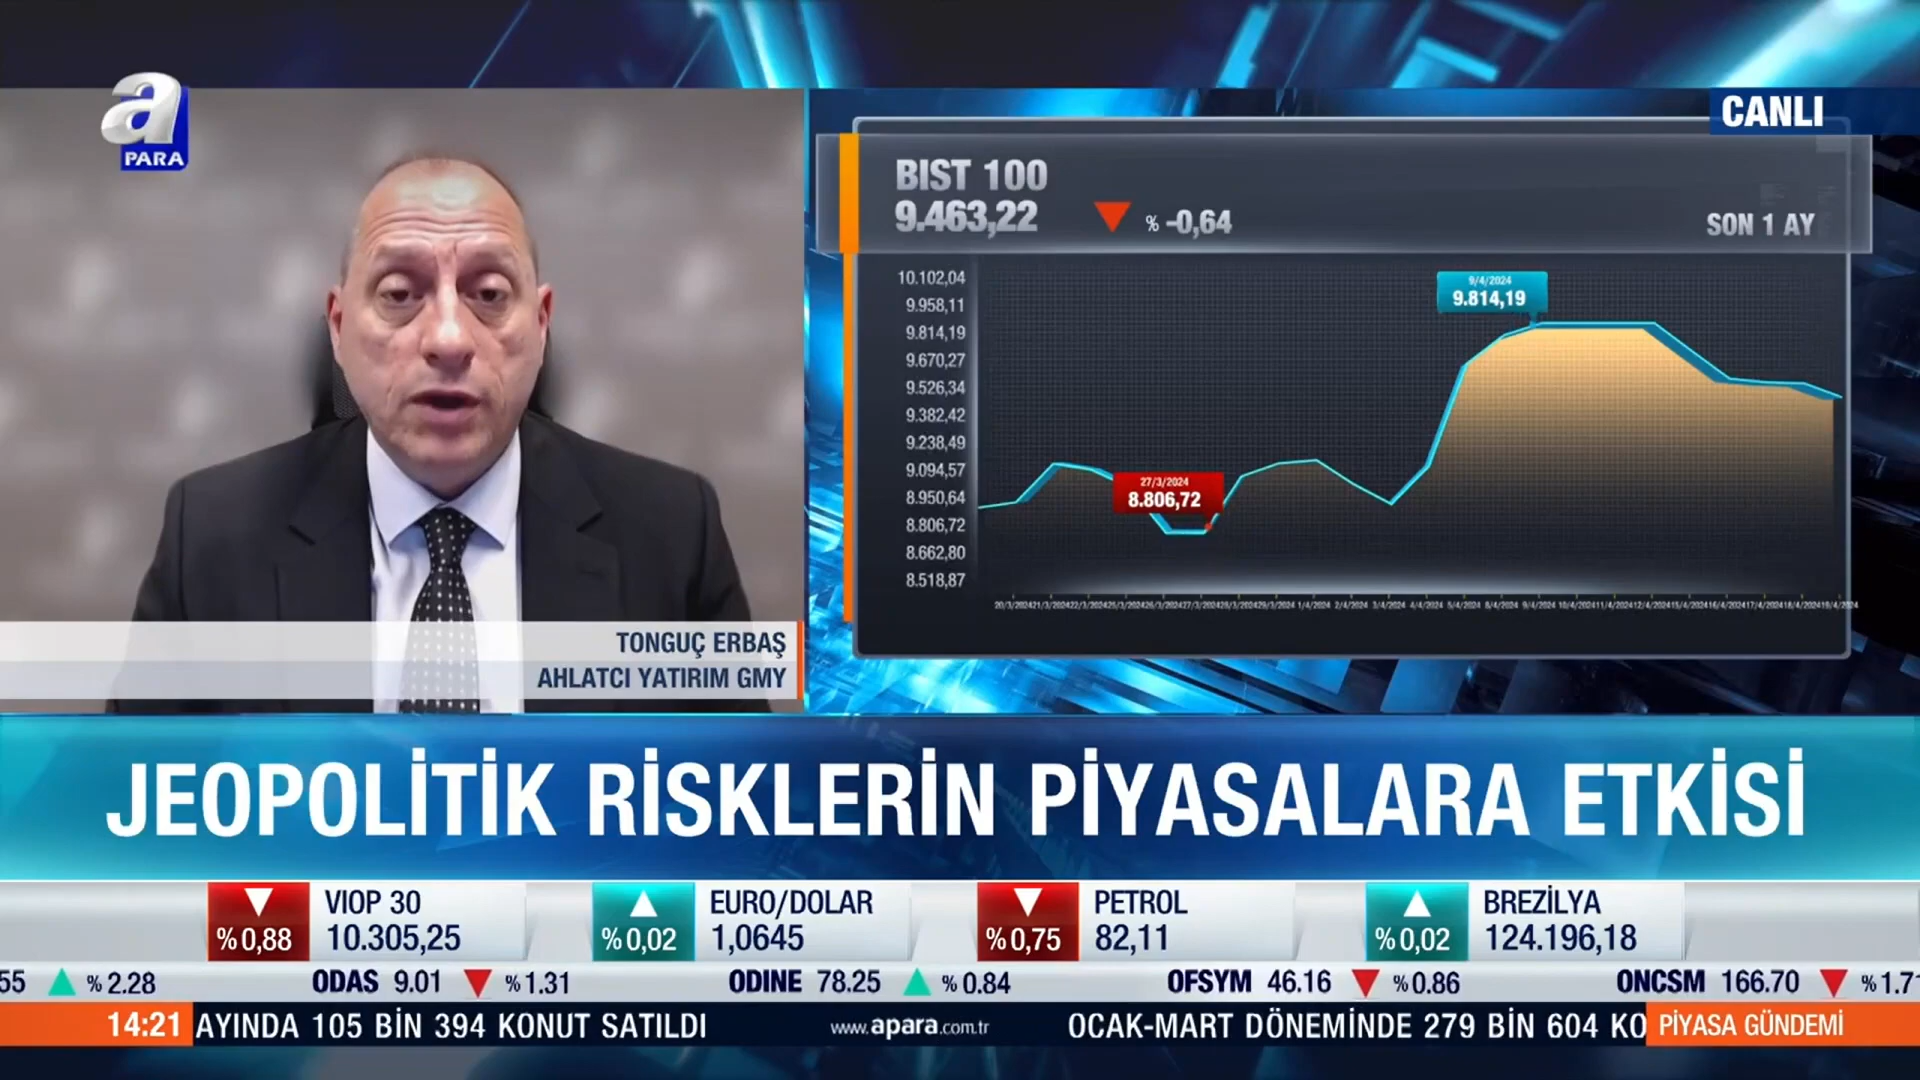 a
PARA
CANLI
BIST 100
9.463,22
% -0,64
SON 1 AY
10.102,04
9.958,11
9.814,19
9.670,27
9.526,34
9.382,42
9.238,49
9.094,57
8.950,64
8.806,72
8.662,80
8.518,87
9/4/2024
9.814,19
27/3/2024
8.806,72
TONGUÇ ERBAŞ
AHLATCI YATIRIM GMY
JEOPOLİTİK RİSKLERİN PİYASALARA ETKİSİ
%0,88 VIOP 30 10.305,25
%0,02 EURO/DOLAR 1,0645
%0,75 PETROL 82,11
%0,02 BREZİLYA 124.196,18
55 %2.28 ODAS 9.01 %1.31 ODINE 78.25 %0.84 OFSYM 46.16 %0.86 ONCSM 166.70 %1.7
14:21 AYINDA 105 BİN 394 KONUT SATILDI www.apara.com.tr OCAK-MART DÖNEMİNDE 279 BİN 604 KO PİYASA GÜNDEMİ